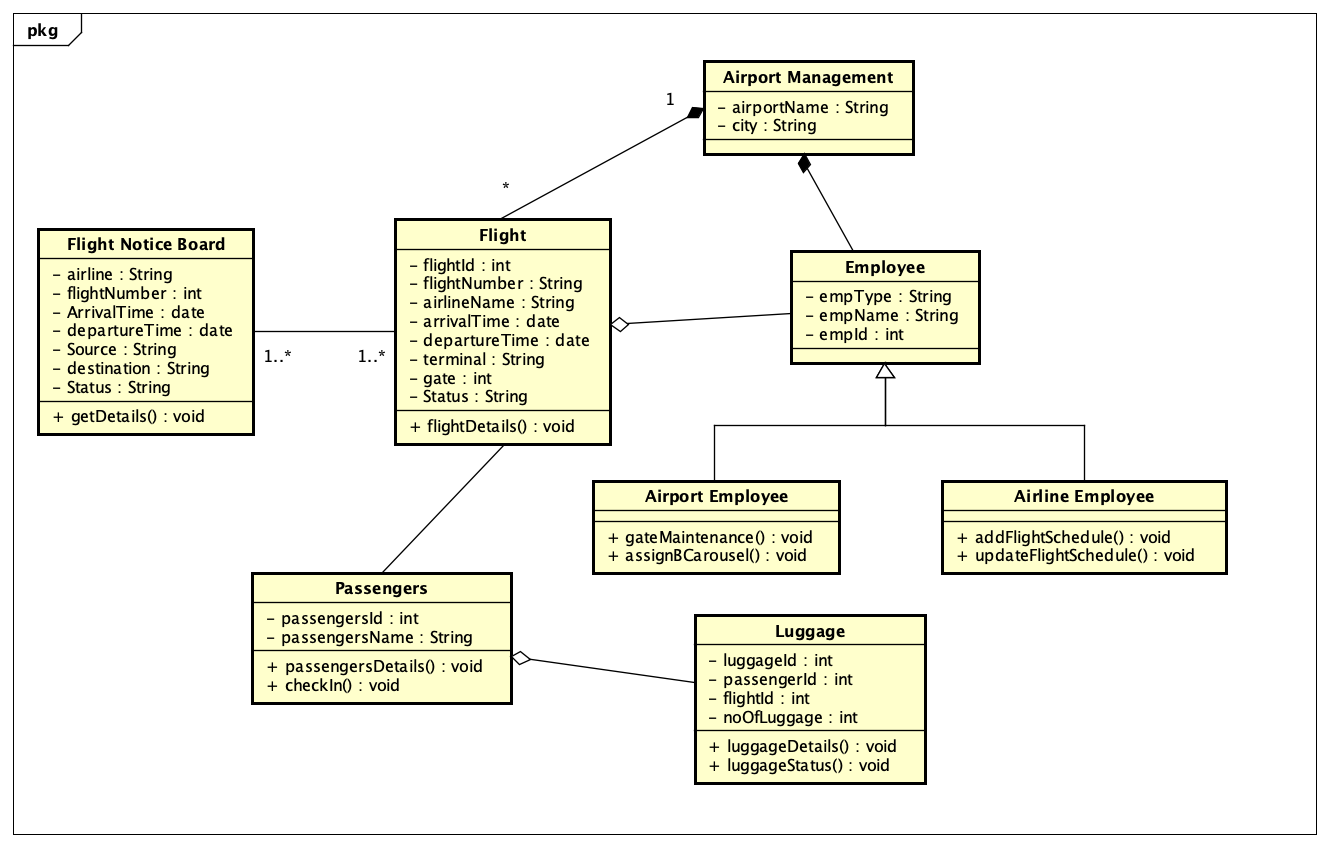 pkg
Airport Management
- airportName : String
- city : String
1
*
Flight Notice Board
- airline : String
- flightNumber : int
- ArrivalTime : date
- departureTime : date
- Source : String
- destination : String
- Status : String
+ getDetails() : void
1..*
1..*
Flight
- flightId : int
- flightNumber : String
- airlineName : String
- arrivalTime : date
- departureTime : date
- terminal : String
- gate : int
- Status : String
+ flightDetails() : void
Employee
- empType : String
- empName : String
- empId : int
Airport Employee
+ gateMaintenance() : void
+ assignBCarousel() : void
Airline Employee
+ addFlightSchedule() : void
+ updateFlightSchedule() : void
Passengers
- passengersId : int
- passengersName : String
+ passengersDetails() : void
+ checkIn() : void
Luggage
- luggageId : int
- passengerId : int
- flightId : int
- noOfLuggage : int
+ luggageDetails() : void
+ luggageStatus() : void